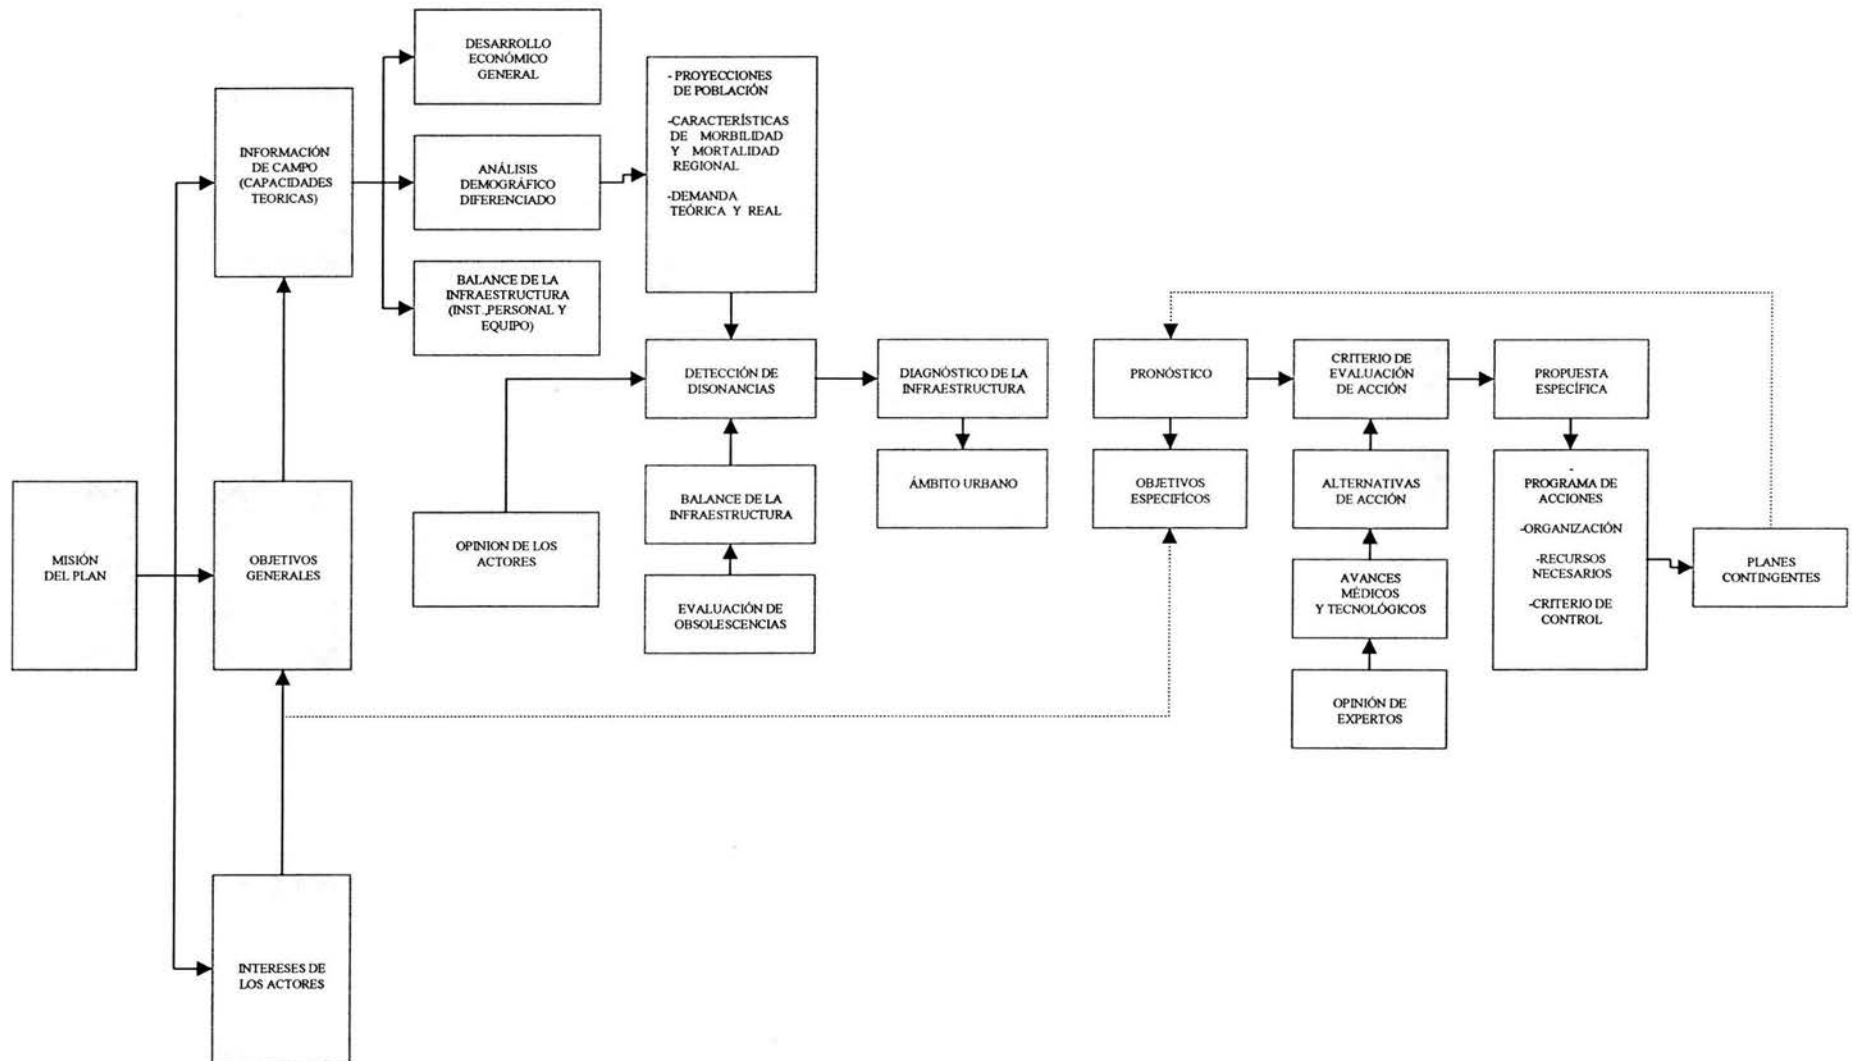 DESARROLLO
ECONÓMICO
GENERAL
- PROYECCIONES
DE POBLACIÓN
-CARACTERÍSTICAS
DE MORBILIDAD
Y MORTALIDAD
REGIONAL
-DEMANDA
TEÓRICA Y REAL
INFORMACIÓN
DE CAMPO
(CAPACIDADES
TEORICAS)
ANÁLISIS
DEMOGRÁFICO
DIFERENCIADO
BALANCE DE LA
INFRAESTRUCTURA
(INST.,PERSONAL Y
EQUIPO)
DETECCIÓN DE
DISONANCIAS
DIAGNÓSTICO DE LA
INFRAESTRUCTURA
PRONÓSTICO
CRITERIO DE
EVALUACIÓN
DE ACCIÓN
PROPUESTA
ESPECÍFICA
MISIÓN
DEL PLAN
OBJETIVOS
GENERALES
OPINION DE LOS
ACTORES
BALANCE DE LA
INFRAESTRUCTURA
ÁMBITO URBANO
OBJETIVOS
ESPECIFÍCOS
ALTERNATIVAS
DE ACCIÓN
-
PROGRAMA DE
ACCIONES
-ORGANIZACIÓN
-RECURSOS
NECESARIOS
-CRITERIO DE
CONTROL
PLANES
CONTINGENTES
EVALUACIÓN DE
OBSOLESCENCIAS
AVANCES
MÉDICOS
Y TECNOLÓGICOS
OPINIÓN DE
EXPERTOS
INTERESES DE
LOS ACTORES